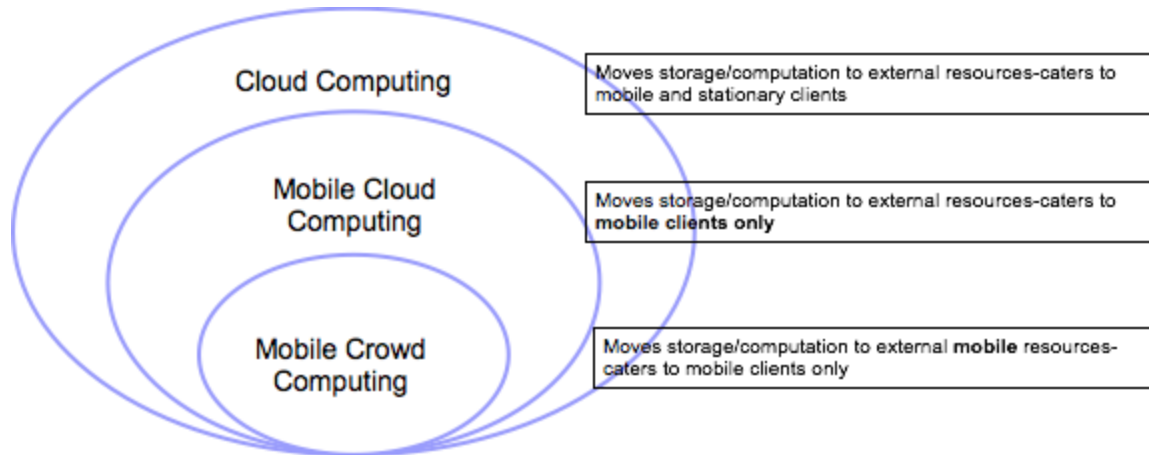 Cloud Computing
Moves storage/computation to external resources-caters to
mobile and stationary clients
Mobile Cloud
Computing
Moves storage/computation to external resources-caters to
mobile clients only
Mobile Crowd
Computing
Moves storage/computation to external mobile resources-
caters to mobile clients only